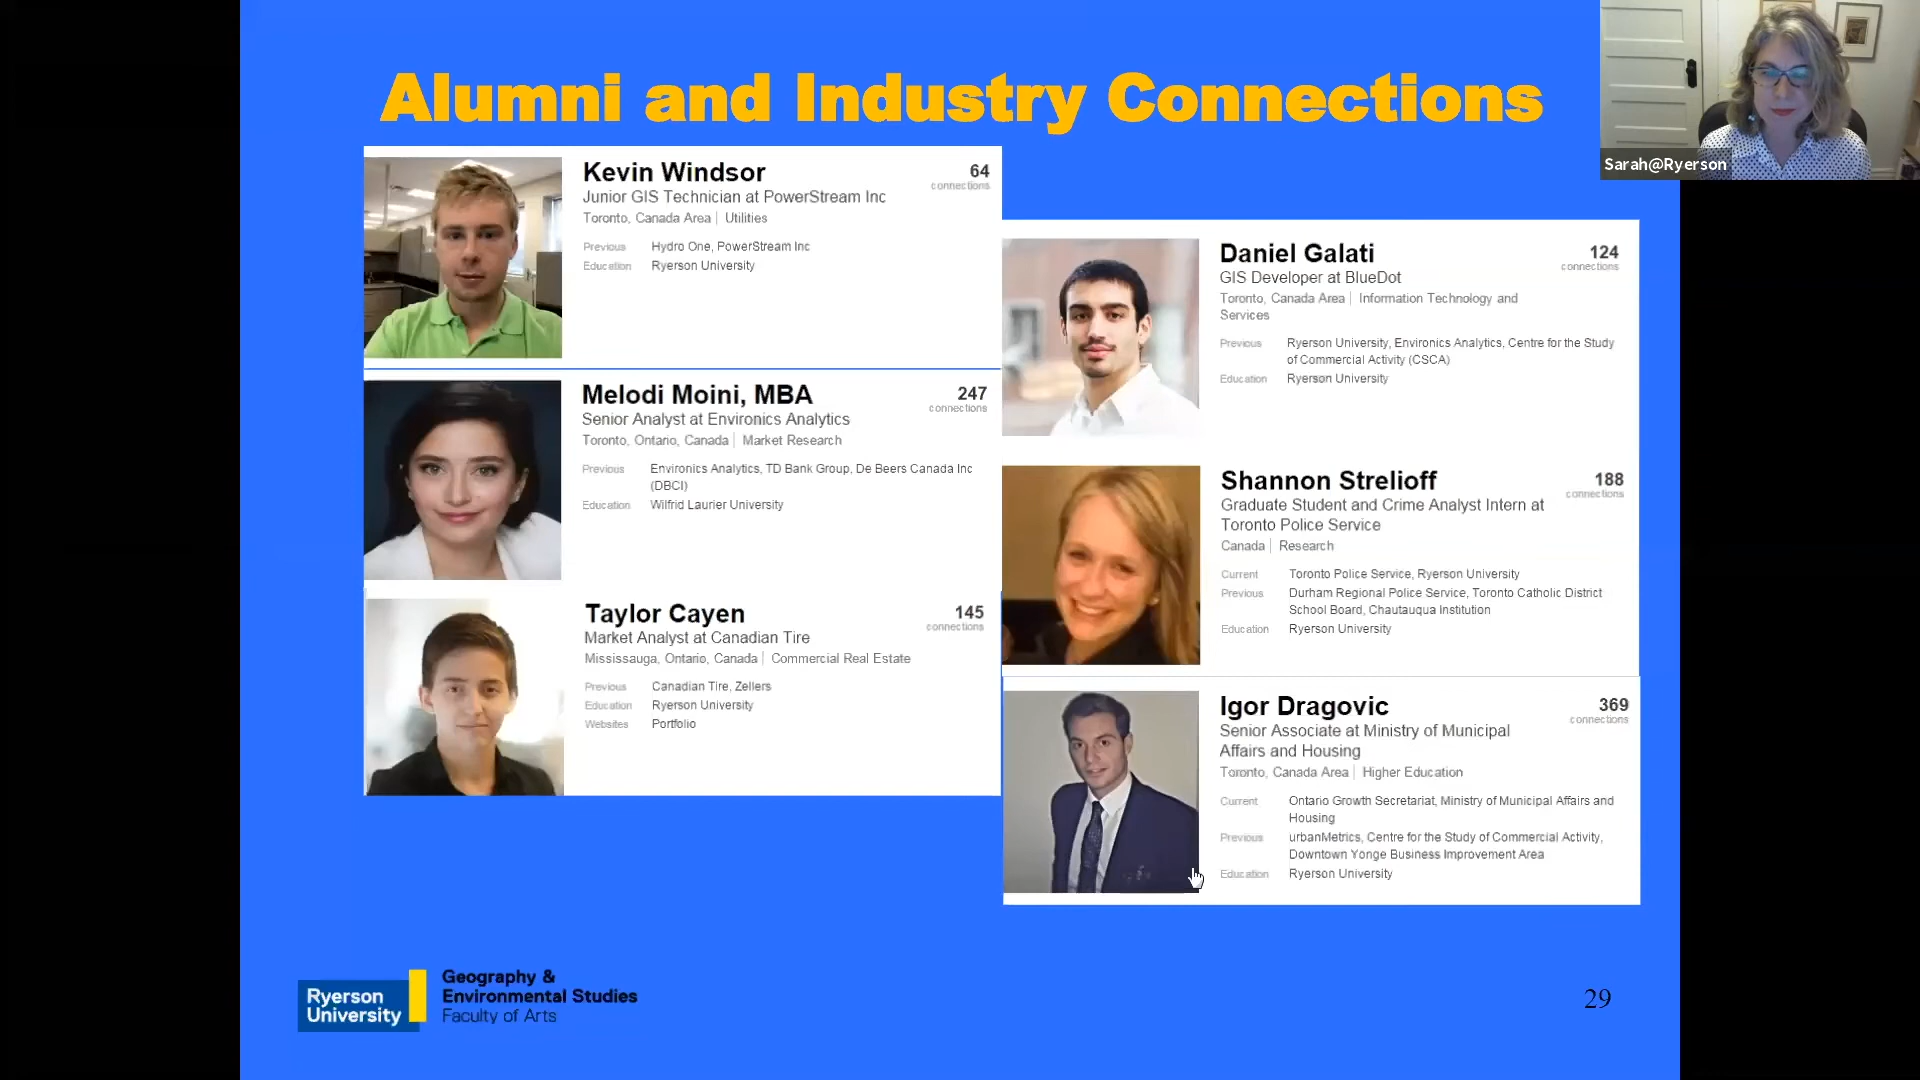 Alumni and Industry Connections
Sarah@Ryerson
Kevin Windsor
64
connections
Junior GIS Technician at PowerStream Inc
Toronto, Canada Area | Utilities
Previous Hydro One, PowerStream Inc
Education Ryerson University
Melodi Moini, MBA
247
connections
Senior Analyst at Environics Analytics
Toronto, Ontario, Canada | Market Research
Previous Environics Analytics, TD Bank Group, De Beers Canada Inc
(DBCI)
Education Wilfrid Laurier University
Taylor Cayen
145
connections
Market Analyst at Canadian Tire
Mississauga, Ontario, Canada | Commercial Real Estate
Previous Canadian Tire, Zellers
Education Ryerson University
Websites Portfolio
Daniel Galati
124
connections
GIS Developer at BlueDot
Toronto, Canada Area | Information Technology and
Services
Previous Ryerson University, Environics Analytics, Centre for the Study
of Commercial Activity (CSCA)
Education Ryerson University
Shannon Strelioff
188
connections
Graduate Student and Crime Analyst Intern at
Toronto Police Service
Canada | Research
Current Toronto Police Service, Ryerson University
Previous Durham Regional Police Service, Toronto Catholic District
School Board, Chautauqua Institution
Education Ryerson University
Igor Dragovic
369
connections
Senior Associate at Ministry of Municipal
Affairs and Housing
Toronto, Canada Area | Higher Education
Current Ontario Growth Secretariat, Ministry of Municipal Affairs and
Housing
Previous urbanMetrics, Centre for the Study of Commercial Activity,
Downtown Yonge Business Improvement Area
Education Ryerson University
Ryerson
University
Geography &
Environmental Studies
Faculty of Arts
29